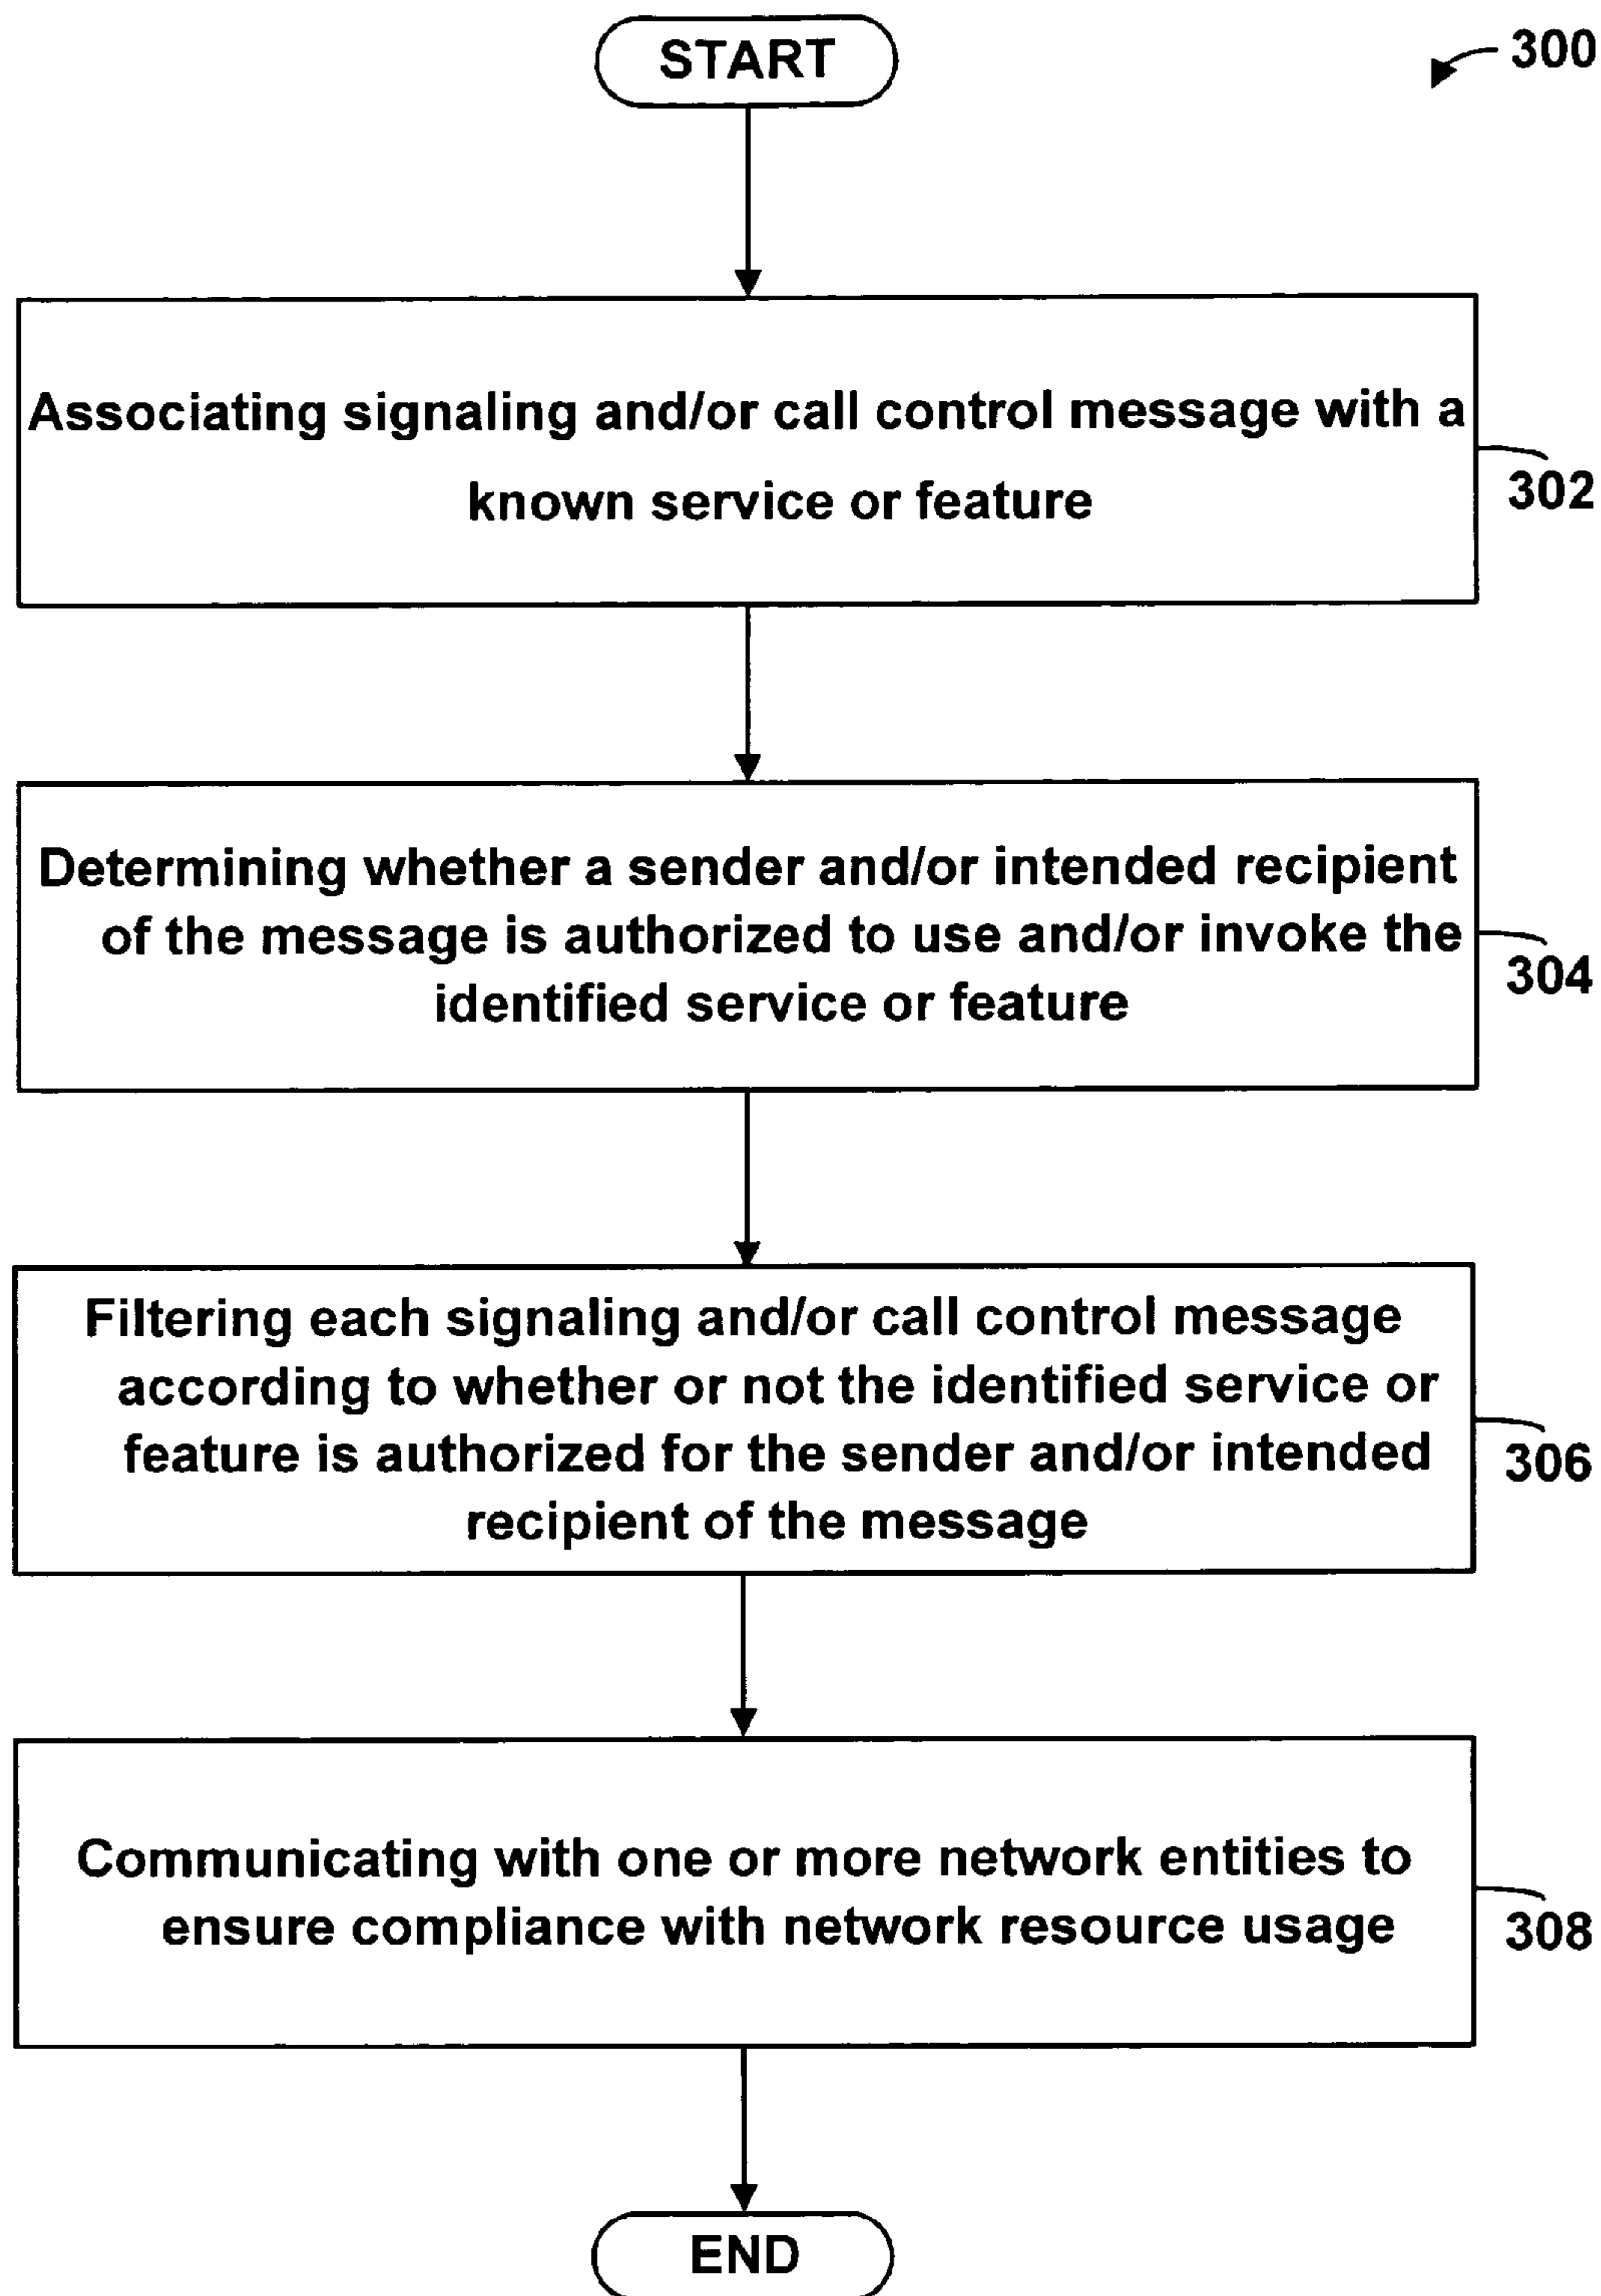 START
300
Associating signaling and/or call control message with a
known service or feature
302
Determining whether a sender and/or intended recipient
of the message is authorized to use and/or invoke the
identified service or feature
304
Filtering each signaling and/or call control message
according to whether or not the identified service or
feature is authorized for the sender and/or intended
recipient of the message
306
Communicating with one or more network entities to
ensure compliance with network resource usage
308
END